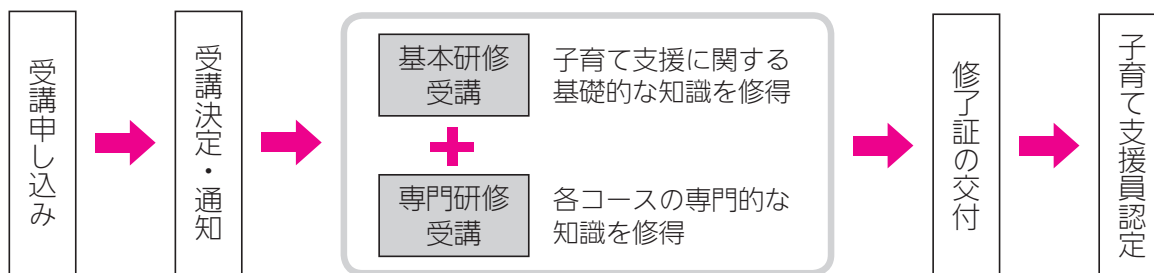 受講申し込み
受講決定・通知
基本研修
受講
子育て支援に関する
基礎的な知識を修得
専門研修
受講
各コースの専門的な
知識を修得
修了証の交付
子育て支援員認定